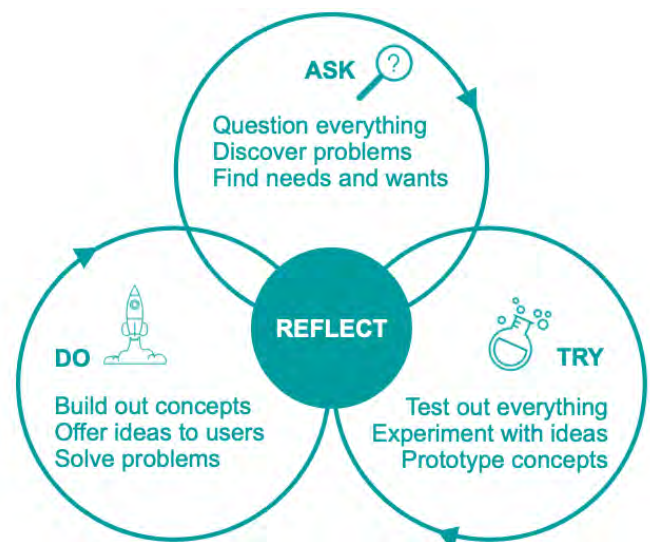 ASK
?
Question everything
Discover problems
Find needs and wants
REFLECT
DO
Build out concepts
Offer ideas to users
Solve problems
TRY
Test out everything
Experiment with ideas
Prototype concepts